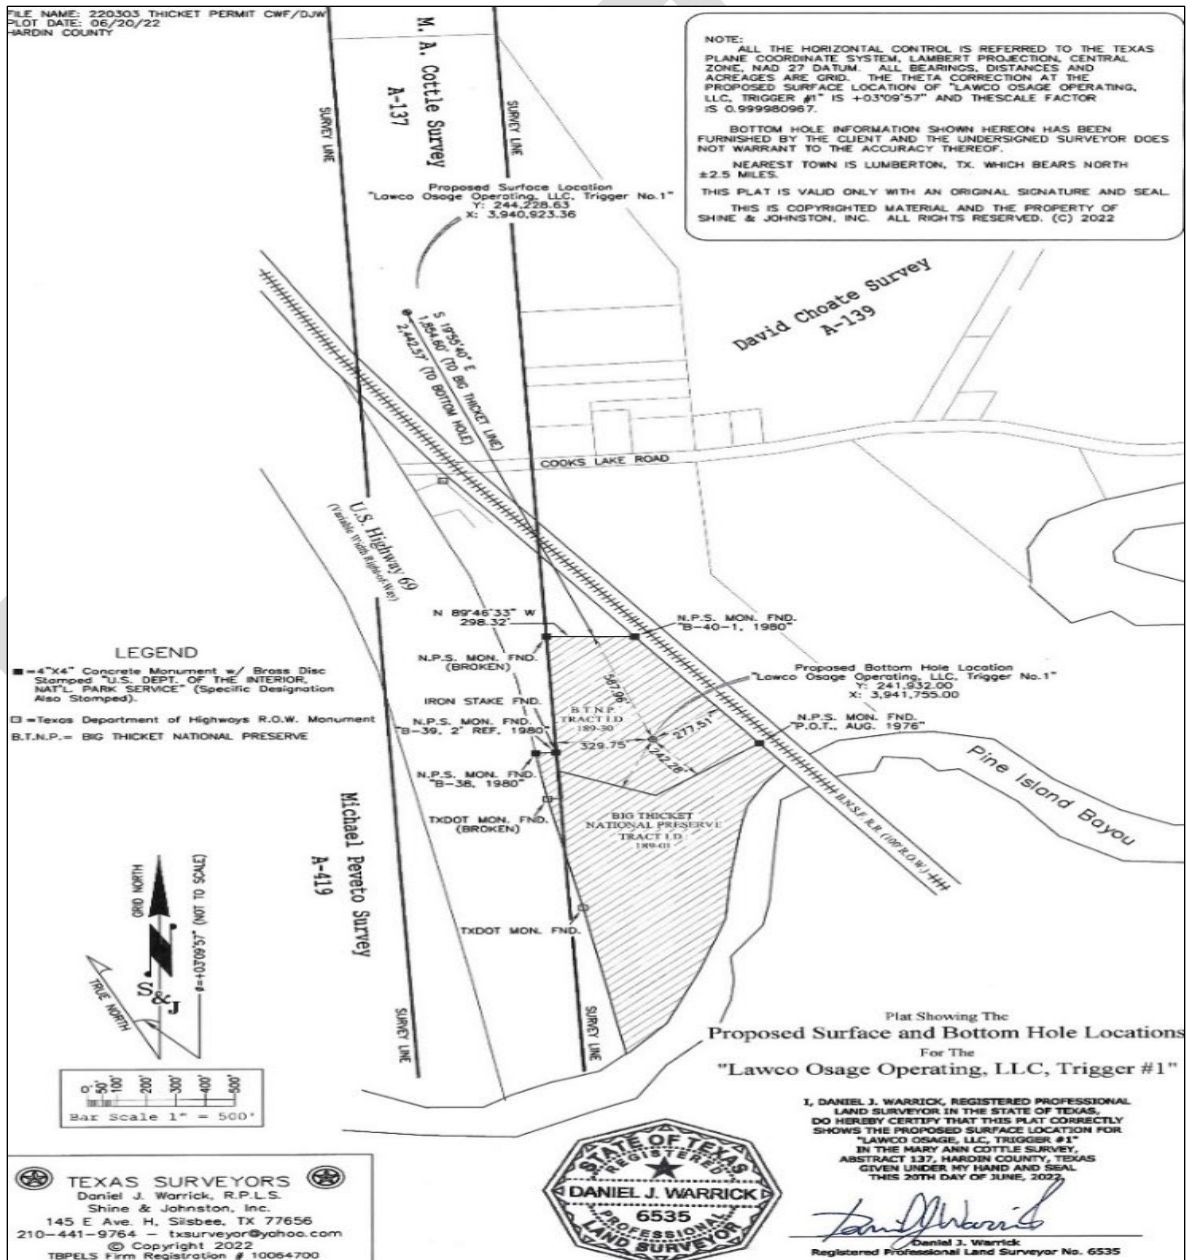 FILE NAME: 220303 THICKET PERMIT CWF/DJW
PLOT DATE: 06/20/22
HARDIN COUNTY
NOTE:
ALL THE HORIZONTAL CONTROL IS REFERRED TO THE TEXAS
PLANE COORDINATE SYSTEM, LAMBERT PROJECTION, CENTRAL
ZONE, NAD 27 DATUM. ALL BEARINGS, DISTANCES AND
ACREAGES ARE GRID. THE THETA CORRECTION AT THE
PROPOSED SURFACE LOCATION OF "LAWCO OSAGE OPERATING,
LLC, TRIGGER #1" IS +03°09'57" AND THESCALE FACTOR
IS 0.999980967.
BOTTOM HOLE INFORMATION SHOWN HEREON HAS BEEN
FURNISHED BY THE CLIENT AND THE UNDERSIGNED SURVEYOR DOES
NOT WARRANT TO THE ACCURACY THEREOF.
NEAREST TOWN IS LUMBERTON, TX. WHICH BEARS NORTH
±2.5 MILES.
THIS PLAT IS VALID ONLY WITH AN ORIGINAL SIGNATURE AND SEAL.
THIS IS COPYRIGHTED MATERIAL AND THE PROPERTY OF
SHINE & JOHNSTON, INC. ALL RIGHTS RESERVED. (C) 2022
M. A. Cottle Survey
A-137
SURVEY LINE
SURVEY LINE
Proposed Surface Location
"Lawco Osage Operating, LLC, Trigger No.1"
Y: 244,228.63
X: 3,940,923.36
David Choate Survey
A-139
S 19°55'40" E
1,854.60' (TO BIG THICKET LINE)
2,442.57' (TO BOTTOM HOLE)
COOKS LAKE ROAD
U.S. Highway 69
(Variable Width Right-of-Way)
N 89°46'33" W
298.32'
N.P.S. MON. FND.
"B-40-1, 1980"
N.P.S. MON. FND.
(BROKEN)
IRON STAKE FND.
N.P.S. MON. FND.
"B-39, 2' REF, 1980"
N.P.S. MON. FND.
"B-38, 1980"
TXDOT MON. FND.
(BROKEN)
587.96'
B.T.N.P.
TRACT I.D.
189-30
329.75'
277.51'
242.28'
Proposed Bottom Hole Location
"Lawco Osage Operating, LLC, Trigger No.1"
Y: 241,932.00
X: 3,941,755.00
N.P.S. MON. FND.
"P.O.T., AUG. 1976"
Pine Island Bayou
B.N.S.F. R.R. (100' R.O.W.)
BIG THICKET
NATIONAL PRESERVE
TRACT I.D.
189-01
TXDOT MON. FND.
LEGEND
=4"X4" Concrete Monument w/ Brass Disc
Stamped "U.S. DEPT. OF THE INTERIOR,
NAT'L. PARK SERVICE" (Specific Designation
Also Stamped).
=Texas Department of Highways R.O.W. Monument
B.T.N.P.= BIG THICKET NATIONAL PRESERVE
Michael Peveto Survey
A-419
SURVEY LINE
SURVEY LINE
GRID NORTH
TRUE NORTH
ø=+03°09'57" (NOT TO SCALE)
N
S&J
0' 50' 100' 200' 300' 400' 500'
Bar Scale 1" = 500'
Plat Showing The
Proposed Surface and Bottom Hole Locations
For The
"Lawco Osage Operating, LLC, Trigger #1"
I, DANIEL J. WARRICK, REGISTERED PROFESSIONAL
LAND SURVEYOR IN THE STATE OF TEXAS,
DO HEREBY CERTIFY THAT THIS PLAT CORRECTLY
SHOWS THE PROPOSED SURFACE LOCATION FOR
"LAWCO OSAGE, LLC, TRIGGER #1"
IN THE MARY ANN COTTLE SURVEY,
ABSTRACT 137, HARDIN COUNTY, TEXAS
GIVEN UNDER MY HAND AND SEAL
THIS 20TH DAY OF JUNE, 2022.
Daniel J. Warrick
Daniel J. Warrick
Registered Professional Land Surveyor No. 6535
STATE OF TEXAS
REGISTERED
DANIEL J. WARRICK
6535
PROFESSIONAL
LAND SURVEYOR
TEXAS SURVEYORS
Daniel J. Warrick, R.P.L.S.
Shine & Johnston, Inc.
145 E Ave. H, Silsbee, TX 77656
210-441-9764 – txsurveyor@yahoo.com
© Copyright 2022
TBPELS Firm Registration # 10064700